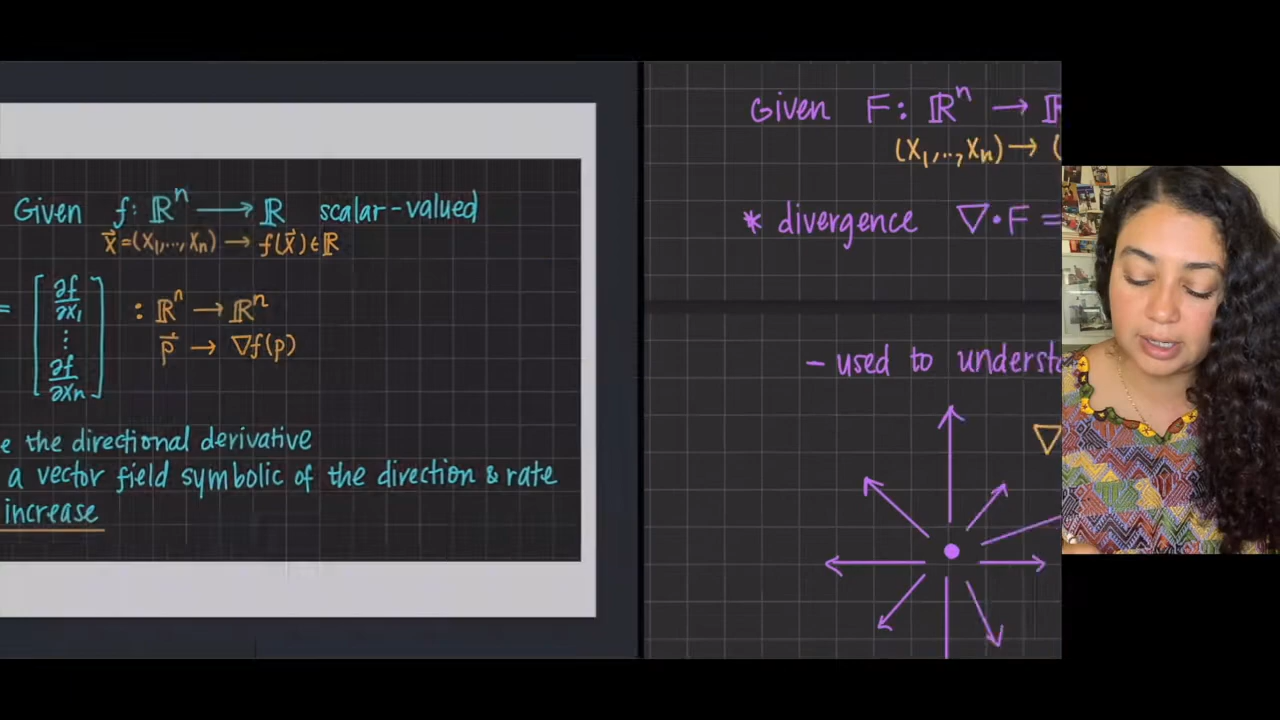 Given f: ℝⁿ ⟶ ℝ scalar-valued
x⃗=(x₁,..., xₙ) → f(x⃗)∈ℝ
= [ ∂f/∂x₁ ⋮ ∂f/∂xₙ ] : ℝⁿ → ℝⁿ
p⃗ → ∇f(p)
e the directional derivative
a vector field symbolic of the direction & rate
increase
Given F: ℝⁿ → ℝ
(x₁,..,xₙ) → (
* divergence ∇·F =
- used to understa
∇